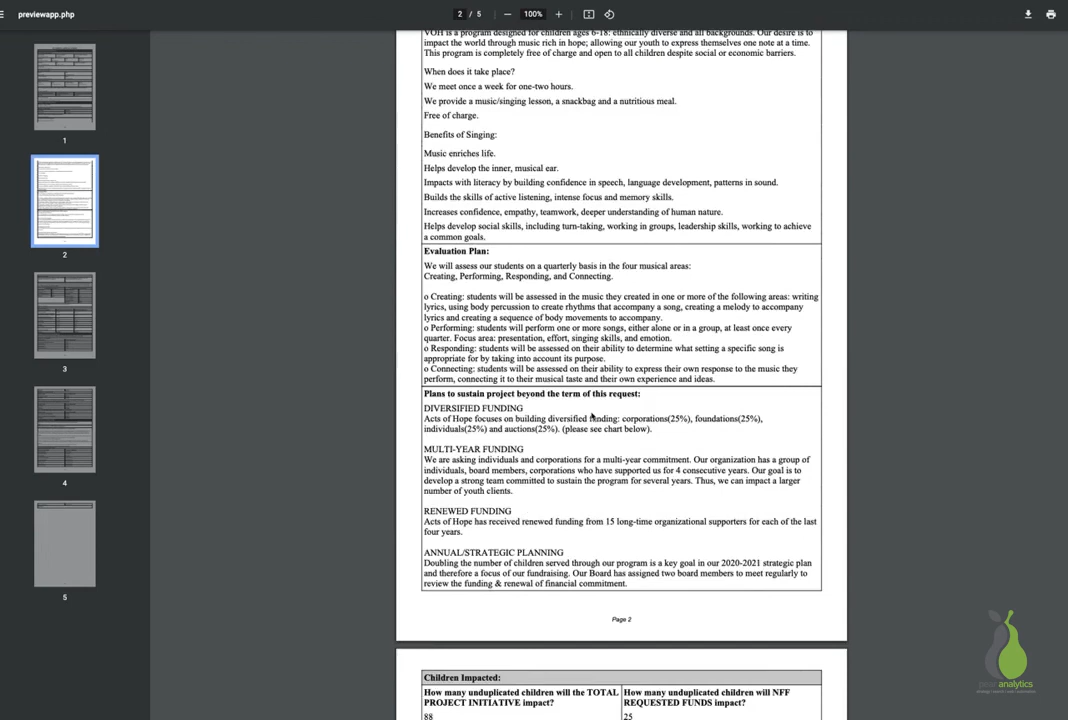 previewapp.php
2 / 5
100%
1
2
3
4
5
VOH is a program designed for children ages 6-18: ethnically diverse and all backgrounds. Our desire is to
impact the world through music rich in hope; allowing our youth to express themselves one note at a time.
This program is completely free of charge and open to all children despite social or economic barriers.
When does it take place?
We meet once a week for one-two hours.
We provide a music/singing lesson, a snackbag and a nutritious meal.
Free of charge.
Benefits of Singing:
Music enriches life.
Helps develop the inner, musical ear.
Impacts with literacy by building confidence in speech, language development, patterns in sound.
Builds the skills of active listening, intense focus and memory skills.
Increases confidence, empathy, teamwork, deeper understanding of human nature.
Helps develop social skills, including turn-taking, working in groups, leadership skills, working to achieve
a common goals.
Evaluation Plan:
We will assess our students on a quarterly basis in the four musical areas:
Creating, Performing, Responding, and Connecting.
o Creating: students will be assessed in the music they created in one or more of the following areas: writing
lyrics, using body percussion to create rhythms that accompany a song, creating a melody to accompany
lyrics and creating a sequence of body movements to accompany.
o Performing: students will perform one or more songs, either alone or in a group, at least once every
quarter. Focus area: presentation, effort, singing skills, and emotion.
o Responding: students will be assessed on their ability to determine what setting a specific song is
appropriate for by taking into account its purpose.
o Connecting: students will be assessed on their ability to express their own response to the music they
perform, connecting it to their musical taste and their own experience and ideas.
Plans to sustain project beyond the term of this request:
DIVERSIFIED FUNDING
Acts of Hope focuses on building diversified funding: corporations(25%), foundations(25%),
individuals(25%) and auctions(25%). (please see chart below).
MULTI-YEAR FUNDING
We are asking individuals and corporations for a multi-year commitment. Our organization has a group of
individuals, board members, corporations who have supported us for 4 consecutive years. Our goal is to
develop a strong team committed to sustain the program for several years. Thus, we can impact a larger
number of youth clients.
RENEWED FUNDING
Acts of Hope has received renewed funding from 15 long-time organizational supporters for each of the last
four years.
ANNUAL/STRATEGIC PLANNING
Doubling the number of children served through our program is a key goal in our 2020-2021 strategic plan
and therefore a focus of our fundraising. Our Board has assigned two board members to meet regularly to
review the funding & renewal of financial commitment.
Page 2
Children Impacted:
How many unduplicated children will the TOTAL
PROJECT INITIATIVE impact?
88
How many unduplicated children will NFF
REQUESTED FUNDS impact?
25
pear analytics